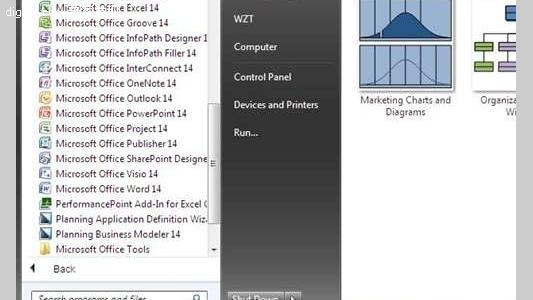 dig
Microsoft Excel 14
Microsoft Office Groove 14
Microsoft Office InfoPath Designer 1
Microsoft Office InfoPath Filler 14
Microsoft Office InterConnect 14
Microsoft Office OneNote 14
Microsoft Office Outlook 14
Microsoft Office PowerPoint 14
Microsoft Office Project 14
Microsoft Office Publisher 14
Microsoft Office SharePoint Designe
Microsoft Office Visio 14
Microsoft Office Word 14
PerformancePoint Add-In for Excel
Planning Application Definition Wiz
Planning Business Modeler 14
Microsoft Office Tools
Back
Search programs and files
WZT
Computer
Control Panel
Devices and Printers
Run...
Shut Down
Marketing Charts and
Diagrams
Organiza
Wi